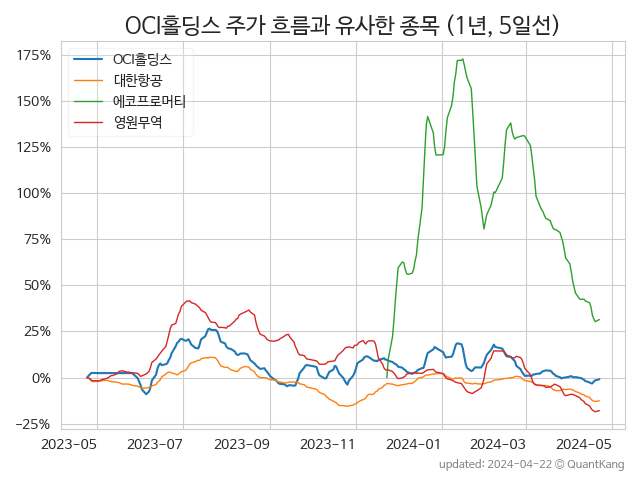 OCI홀딩스 주가 흐름과 유사한 종목 (1년, 5일선)
175%
150%
125%
100%
75%
50%
25%
0%
−25%
OCI홀딩스
대한항공
에코프로머티
영원무역
2023-05 2023-07 2023-09 2023-11 2024-01 2024-03 2024-05
updated: 2024-04-22 © QuantKang